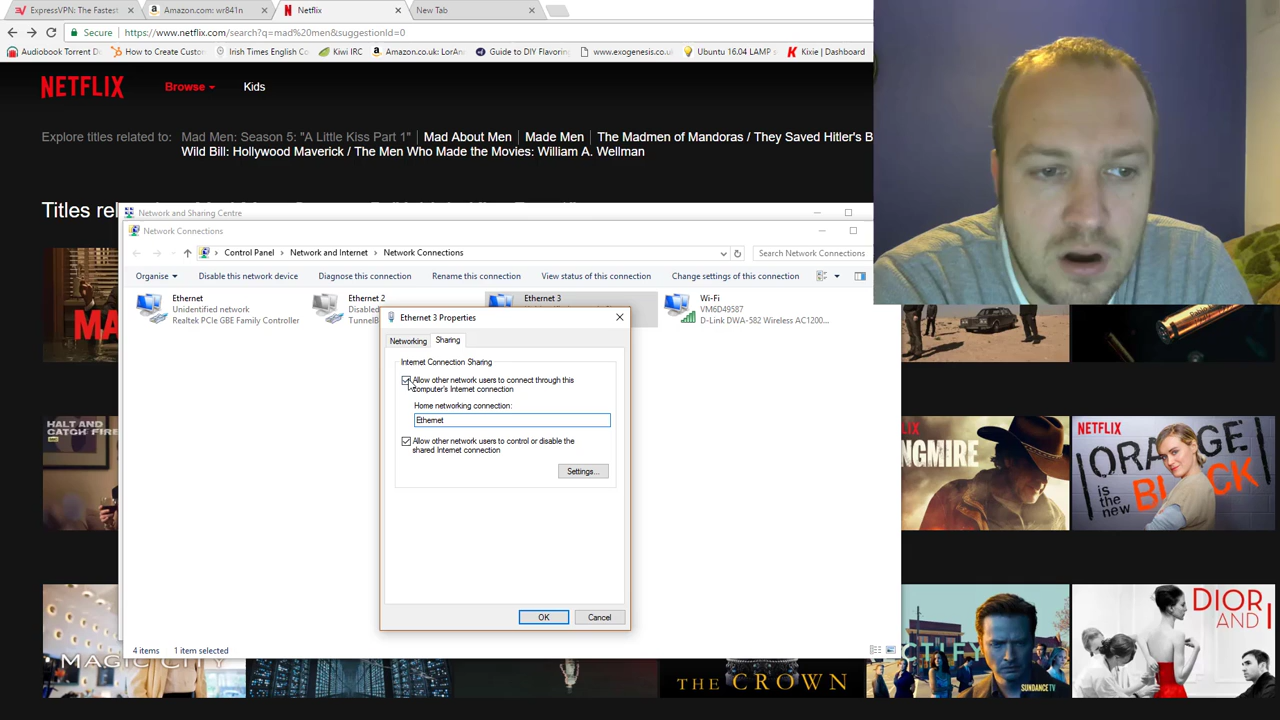 ExpressVPN: The Fastest
Amazon.com: wr841n
Netflix
New Tab
Secure
https://www.netflix.com/search?q=mad%20men&suggestionId=0
Audiobook Torrent D
How to Create Custom
Irish Times English Co
Kiwi IRC
Amazon.co.uk: LorAn
Guide to DIY Flavorin
www.exogenesis.co.u
Ubuntu 16.04 LAMP s
Kixie | Dashboard
NETFLIX
Browse
Kids
Explore titles related to:
Mad Men: Season 5: "A Little Kiss Part 1"
Mad About Men
Made Men
The Madmen of Mandoras / They Saved Hitler's B
Wild Bill: Hollywood Maverick / The Men Who Made the Movies: William A. Wellman
Titles rel
Network and Sharing Centre
Network Connections
Control Panel
Network and Internet
Network Connections
Search Network Connections
Organise
Disable this network device
Diagnose this connection
Rename this connection
View status of this connection
Change settings of this connection
Ethernet
Unidentified network
Realtek PCIe GBE Family Controller
Ethernet 2
Disabled
TunnelB
Ethernet 3
Wi-Fi
VM6D49587
D-Link DWA-582 Wireless AC1200...
Ethernet 3 Properties
Networking
Sharing
Internet Connection Sharing
Allow other network users to connect through this
computer's Internet connection
Home networking connection:
Ethernet
Allow other network users to control or disable the
shared Internet connection
Settings...
OK
Cancel
4 items
1 item selected
MA
HALT AND
CATCH FIRE
NGMIRE
NETFLIX
ORANGE
is the
new
BLACK
MAGIC CITY
THE CROWN
CTIFY
SUNDANCE TV
DIOR
AND I